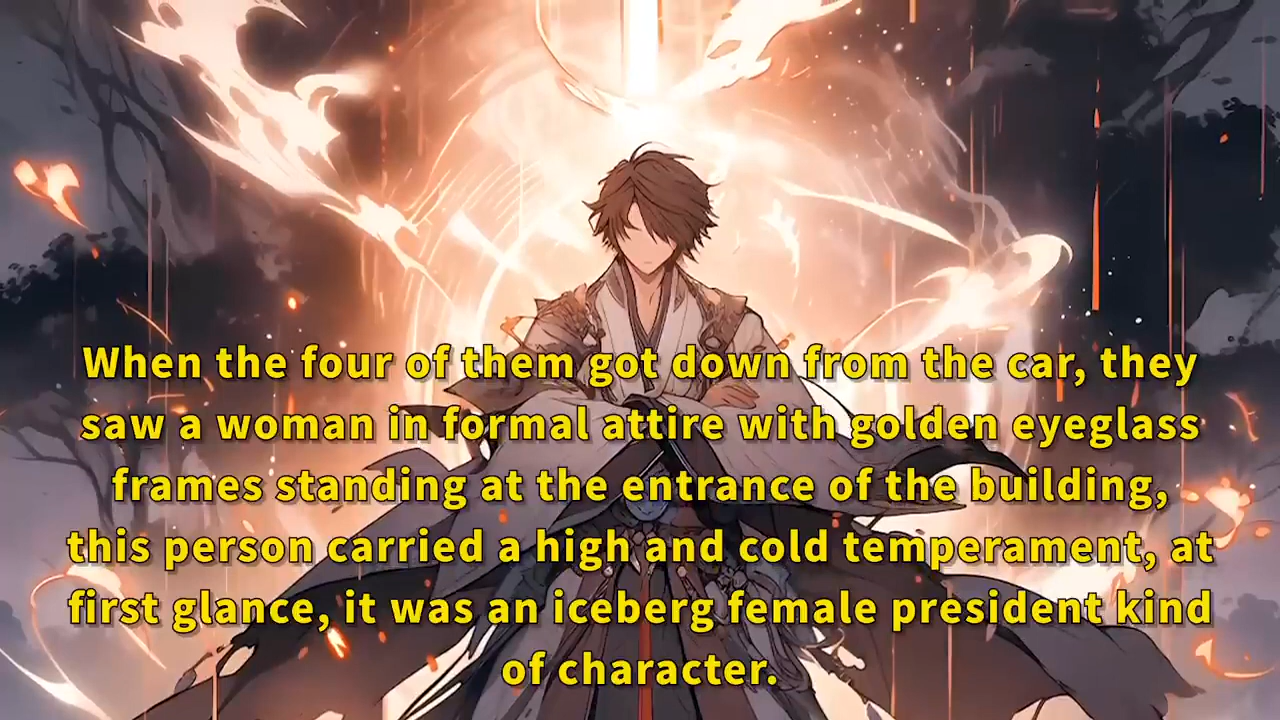 When the four of them got down from the car, they
saw a woman in formal attire with golden eyeglass
frames standing at the entrance of the building,
this person carried a high and cold temperament, at
first glance, it was an iceberg female president kind
of character.